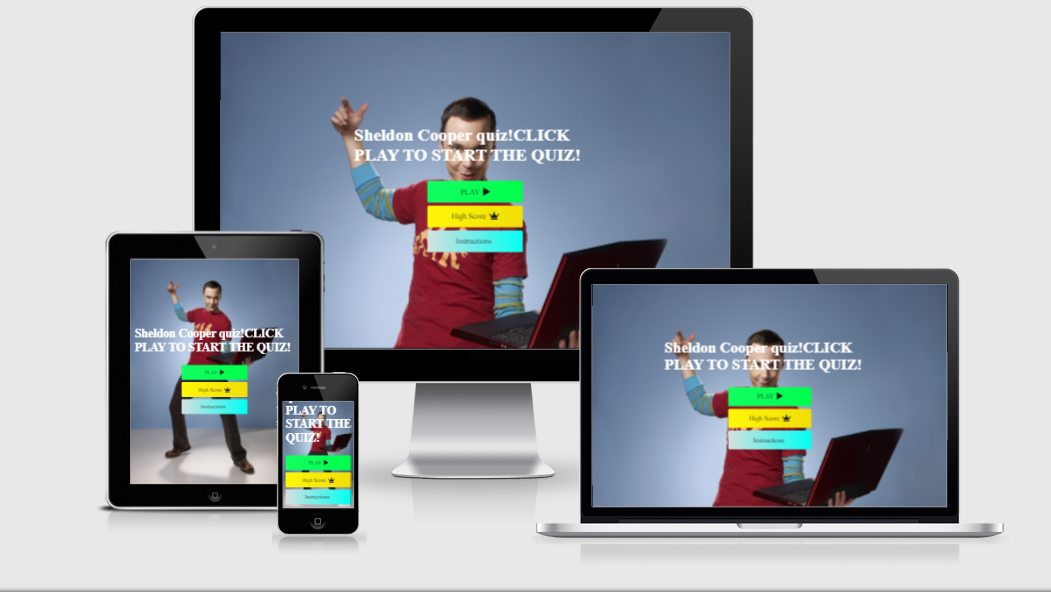 Sheldon Cooper quiz!CLICK
PLAY TO START THE QUIZ!
PLAY
High Score
Instructions
Sheldon Cooper quiz!CLICK
PLAY TO START THE QUIZ!
PLAY
High Score
Instructions
PLAY TO
START THE
QUIZ!
PLAY
High Score
Instructions
Sheldon Cooper quiz!CLICK
PLAY TO START THE QUIZ!
PLAY
High Score
Instructions